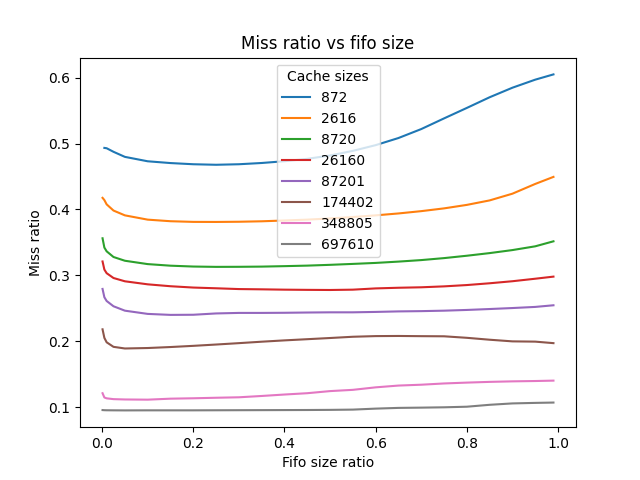 Miss ratio vs fifo size
Cache sizes
872
2616
8720
26160
87201
174402
348805
697610
Miss ratio
0.6
0.5
0.4
0.3
0.2
0.1
0.0 0.2 0.4 0.6 0.8 1.0
Fifo size ratio